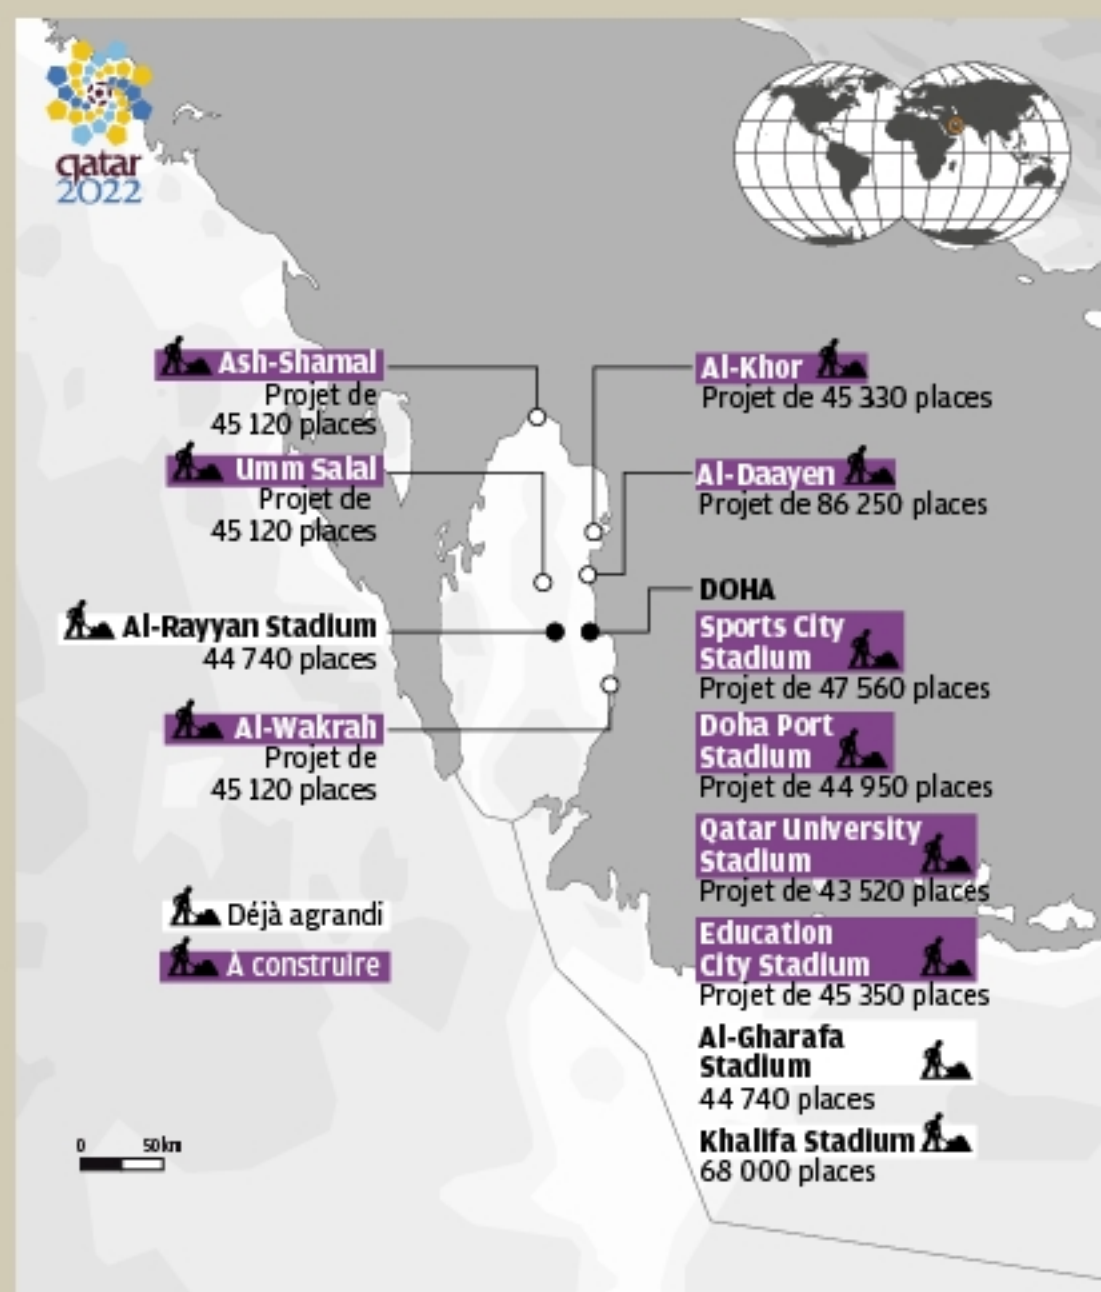 qatar
2022
Ash-Shamal
Projet de
45 120 places
Umm Salal
Projet de
45 120 places
Al-Rayyan Stadium
44 740 places
Al-Wakrah
Projet de
45 120 places
Déjà agrandi
À construire
0 50 km
Al-Khor
Projet de 45 330 places
Al-Daayen
Projet de 86 250 places
DOHA
Sports City
Stadium
Projet de 47 560 places
Doha Port
Stadium
Projet de 44 950 places
Qatar University
Stadium
Projet de 43 520 places
Education
City Stadium
Projet de 45 350 places
Al-Gharafa
Stadium
44 740 places
Khalifa Stadium
68 000 places